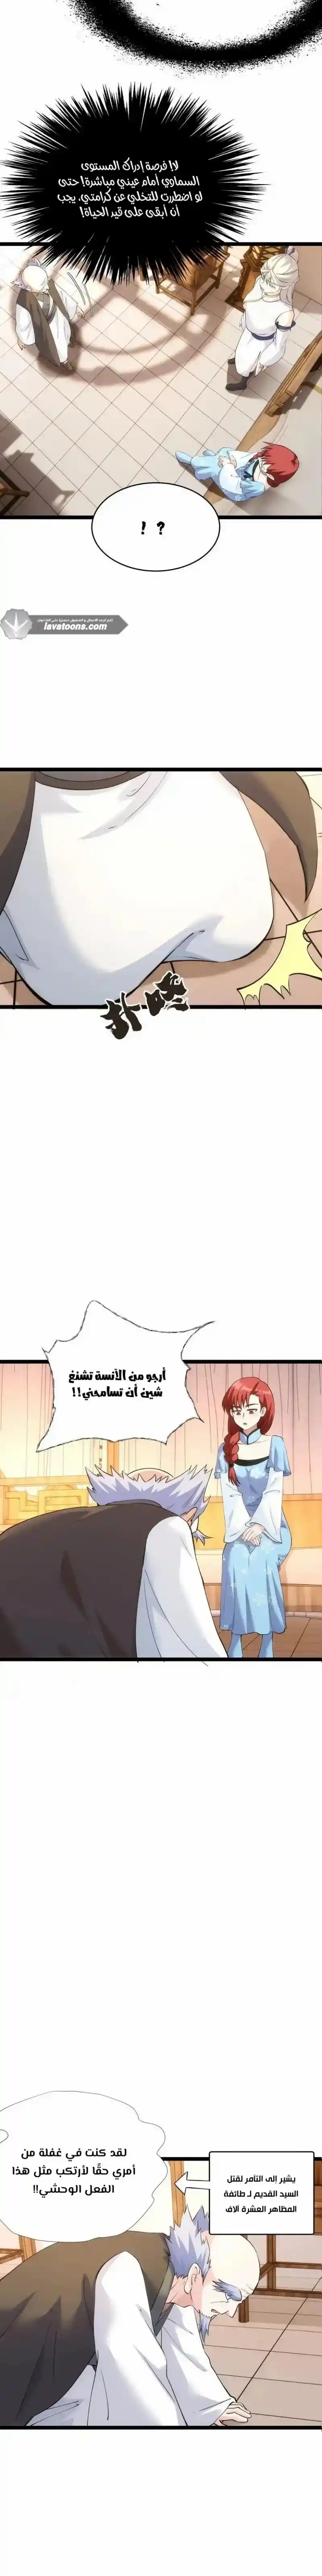 لا! فرصة إدراك المستوى
السماوي أمام عيني مباشرة! حتى
لو اضطررت للتخلي عن كرامتي، يجب
أن أبقى على قيد الحياة!
! ?
lavatoons.com
أرجو من الآنسة تشنغ
شين أن تسامحني!!
لقد كنت في غفلة من
أمري حقًا لأرتكب مثل هذا
الفعل الوحشي!!
يشير إلى التآمر لقتل
السيد القديم لـ طائفة
المظاهر العشرة آلاف